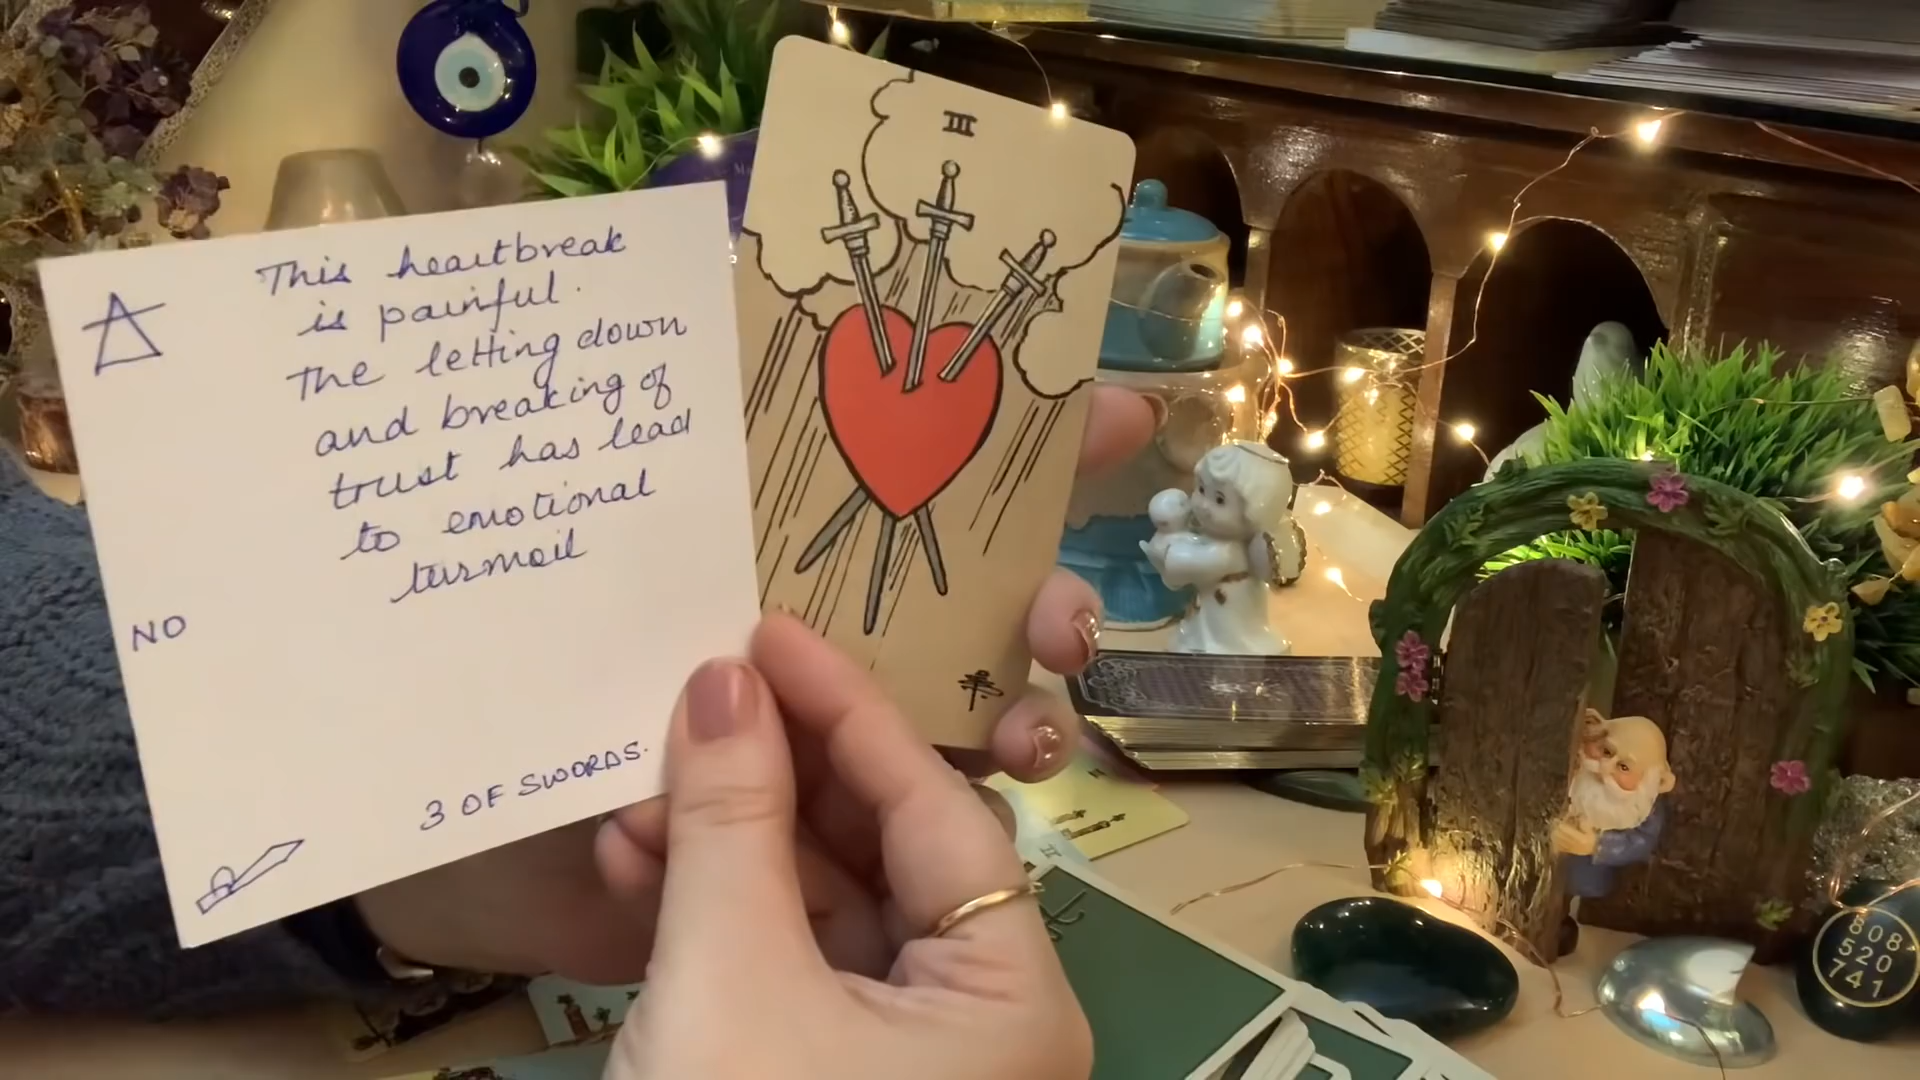 This heartbreak
is painful.
The letting down
and breaking of
trust has lead
to emotional
turmoil
NO
3 OF SWORDS.
III
808
520
741